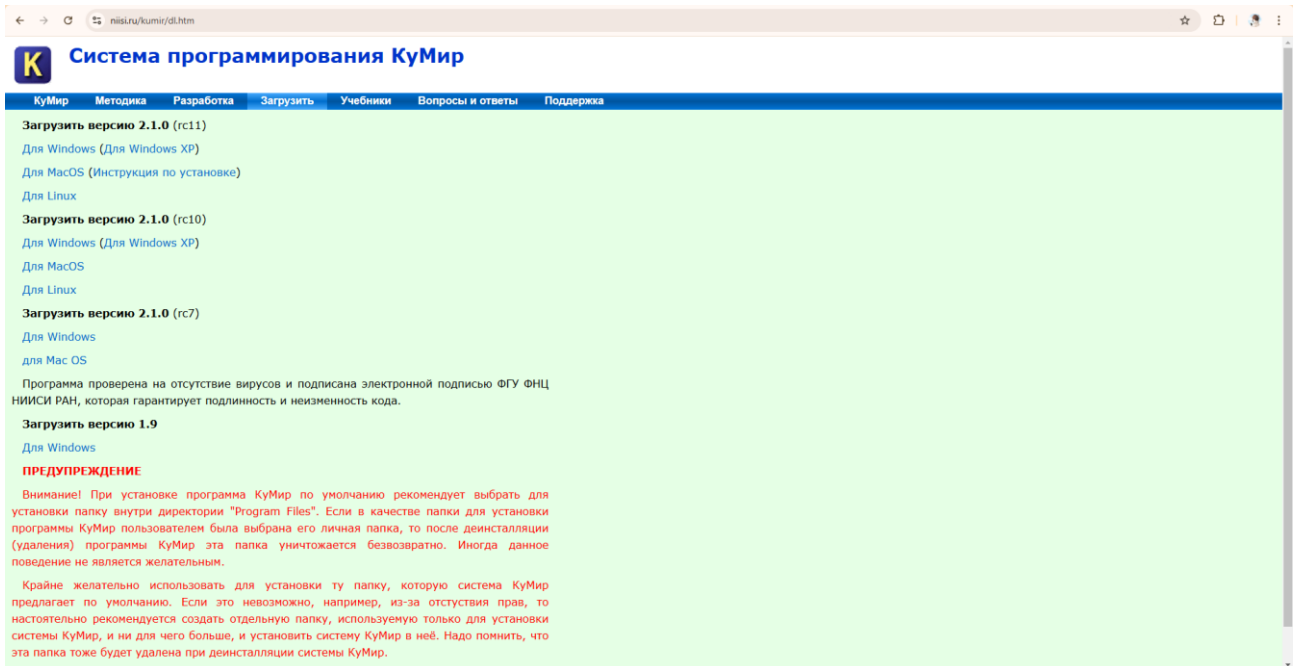 niisi.ru/kumir/dl.htm
K
Система программирования КуМир
КуМир Методика Разработка Загрузить Учебники Вопросы и ответы Поддержка
Загрузить версию 2.1.0 (rc11)
Для Windows (Для Windows XP)
Для MacOS (Инструкция по установке)
Для Linux
Загрузить версию 2.1.0 (rc10)
Для Windows (Для Windows XP)
Для MacOS
Для Linux
Загрузить версию 2.1.0 (rc7)
Для Windows
для Mac OS
Программа проверена на отсутствие вирусов и подписана электронной подписью ФГУ ФНЦ
НИИСИ РАН, которая гарантирует подлинность и неизменность кода.
Загрузить версию 1.9
Для Windows
ПРЕДУПРЕЖДЕНИЕ
Внимание! При установке программа КуМир по умолчанию рекомендует выбрать для
установки папку внутри директории "Program Files". Если в качестве папки для установки
программы КуМир пользователем была выбрана его личная папка, то после деинсталляции
(удаления) программы КуМир эта папка уничтожается безвозвратно. Иногда данное
поведение не является желательным.
Крайне желательно использовать для установки ту папку, которую система КуМир
предлагает по умолчанию. Если это невозможно, например, из-за отстуствия прав, то
настоятельно рекомендуется создать отдельную папку, используемую только для установки
системы КуМир, и ни для чего больше, и установить систему КуМир в неё. Надо помнить, что
эта папка тоже будет удалена при деинсталляции системы КуМир.